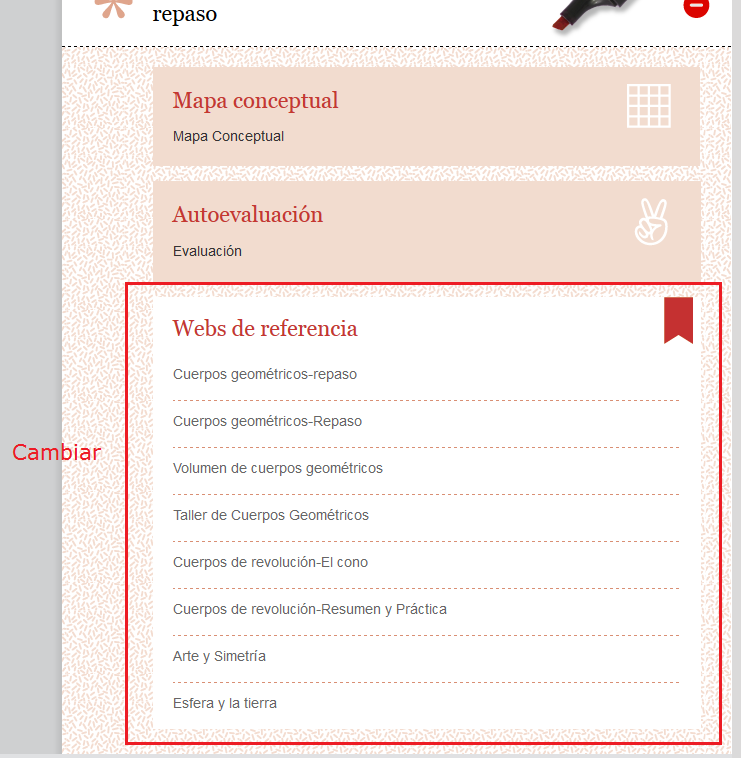 repaso
Mapa conceptual
Mapa Conceptual
Autoevaluación
Evaluación
Webs de referencia
Cuerpos geométricos-repaso
Cuerpos geométricos-Repaso
Cambiar
Volumen de cuerpos geométricos
Taller de Cuerpos Geométricos
Cuerpos de revolución-El cono
Cuerpos de revolución-Resumen y Práctica
Arte y Simetría
Esfera y la tierra